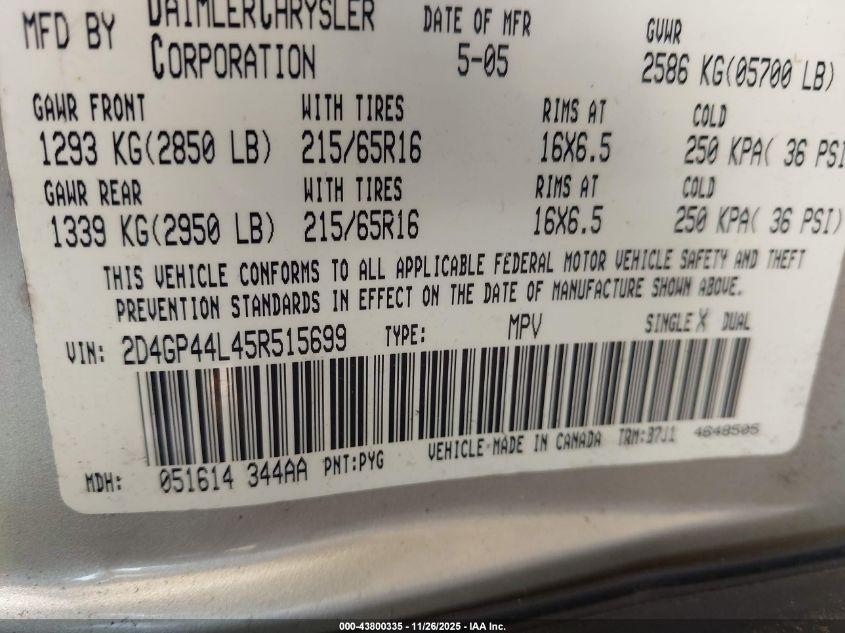 MFD BY DAIMLERCHRYSLER CORPORATION DATE OF MFR 5-05 GVWR 2586 KG(05700 LB)
GAWR FRONT WITH TIRES RIMS AT COLD
1293 KG(2850 LB) 215/65R16 16X6.5 250 KPA( 36 PSI
GAWR REAR WITH TIRES RIMS AT COLD
1339 KG(2950 LB) 215/65R16 16X6.5 250 KPA( 36 PSI)
THIS VEHICLE CONFORMS TO ALL APPLICABLE FEDERAL MOTOR VEHICLE SAFETY AND THEFT
PREVENTION STANDARDS IN EFFECT ON THE DATE OF MANUFACTURE SHOWN ABOVE.
VIN: 2D4GP44L45R515699 TYPE: MPV SINGLE X DUAL
MDH: 051614 344AA PNT:PYG VEHICLE MADE IN CANADA TRM:B7J1 4648505
000-43800335 - 11/26/2025 - IAA Inc.